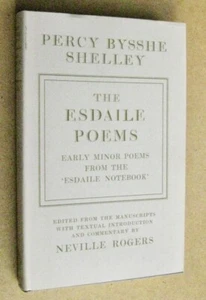 PERCY BYSSHE
SHELLEY
THE
ESDAILE
POEMS
EARLY MINOR POEMS
FROM THE
'ESDAILE NOTEBOOK'
EDITED FROM THE MANUSCRIPTS
WITH TEXTUAL INTRODUCTION
AND COMMENTARY BY
NEVILLE ROGERS